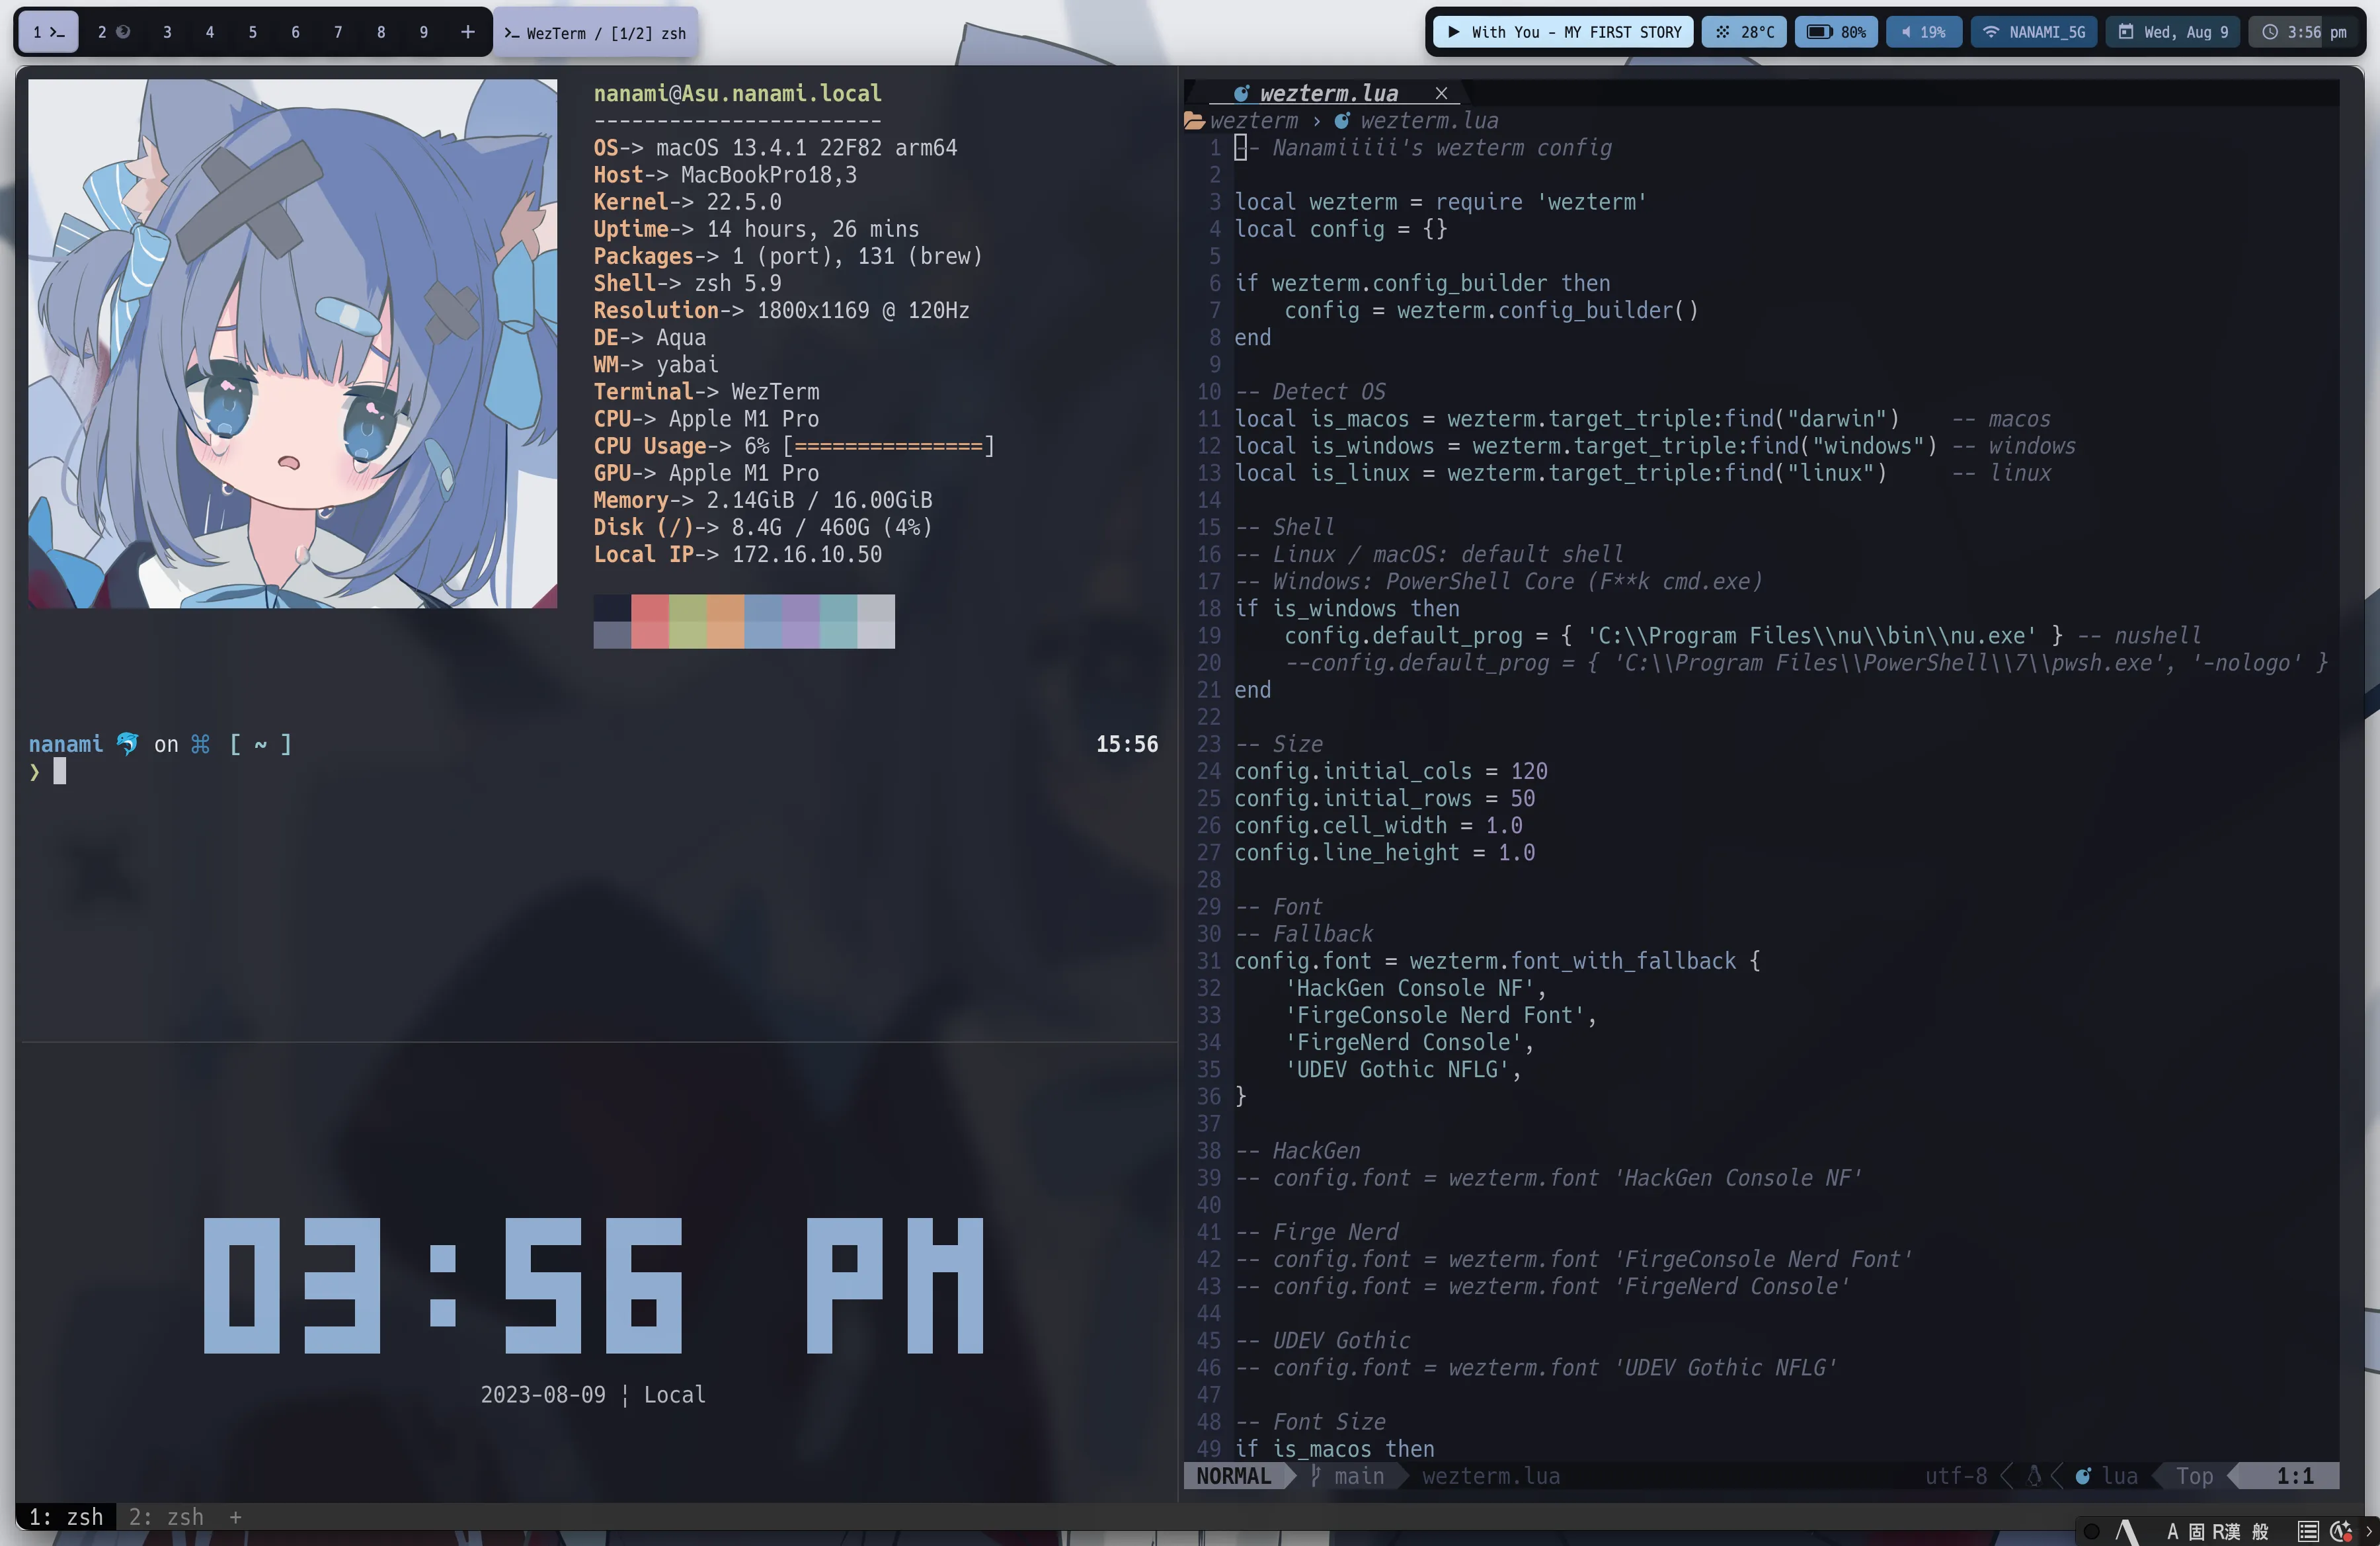 1 >_ 2 3 4 5 6 7 8 9 +
>_ WezTerm / [1/2] zsh
▶ With You - MY FIRST STORY 28°C 80% 19% NANAMI_5G Wed, Aug 9 3:56 pm
nanami@Asu.nanami.local
-----------------------
OS-> macOS 13.4.1 22F82 arm64
Host-> MacBookPro18,3
Kernel-> 22.5.0
Uptime-> 14 hours, 26 mins
Packages-> 1 (port), 131 (brew)
Shell-> zsh 5.9
Resolution-> 1800x1169 @ 120Hz
DE-> Aqua
WM-> yabai
Terminal-> WezTerm
CPU-> Apple M1 Pro
CPU Usage-> 6% [===============]
GPU-> Apple M1 Pro
Memory-> 2.14GiB / 16.00GiB
Disk (/)-> 8.4G / 460G (4%)
Local IP-> 172.16.10.50
nanami 🐬 on ⌘ [ ~ ] 15:56
❯
03:56 PM
2023-08-09 ¦ Local
wezterm.lua ×
wezterm › wezterm.lua
1 -- Nanamiiiii's wezterm config
2
3 local wezterm = require 'wezterm'
4 local config = {}
5
6 if wezterm.config_builder then
7     config = wezterm.config_builder()
8 end
9
10 -- Detect OS
11 local is_macos = wezterm.target_triple:find("darwin")    -- macos
12 local is_windows = wezterm.target_triple:find("windows") -- windows
13 local is_linux = wezterm.target_triple:find("linux")     -- linux
14
15 -- Shell
16 -- Linux / macOS: default shell
17 -- Windows: PowerShell Core (F**k cmd.exe)
18 if is_windows then
19     config.default_prog = { 'C:\\Program Files\\nu\\bin\\nu.exe' } -- nushell
20     --config.default_prog = { 'C:\\Program Files\\PowerShell\\7\\pwsh.exe', '-nologo' }
21 end
22
23 -- Size
24 config.initial_cols = 120
25 config.initial_rows = 50
26 config.cell_width = 1.0
27 config.line_height = 1.0
28
29 -- Font
30 -- Fallback
31 config.font = wezterm.font_with_fallback {
32     'HackGen Console NF',
33     'FirgeConsole Nerd Font',
34     'FirgeNerd Console',
35     'UDEV Gothic NFLG',
36 }
37
38 -- HackGen
39 -- config.font = wezterm.font 'HackGen Console NF'
40
41 -- Firge Nerd
42 -- config.font = wezterm.font 'FirgeConsole Nerd Font'
43 -- config.font = wezterm.font 'FirgeNerd Console'
44
45 -- UDEV Gothic
46 -- config.font = wezterm.font 'UDEV Gothic NFLG'
47
48 -- Font Size
49 if is_macos then
NORMAL main wezterm.lua utf-8 lua Top 1:1
1: zsh 2: zsh +
A 固 R漢 般